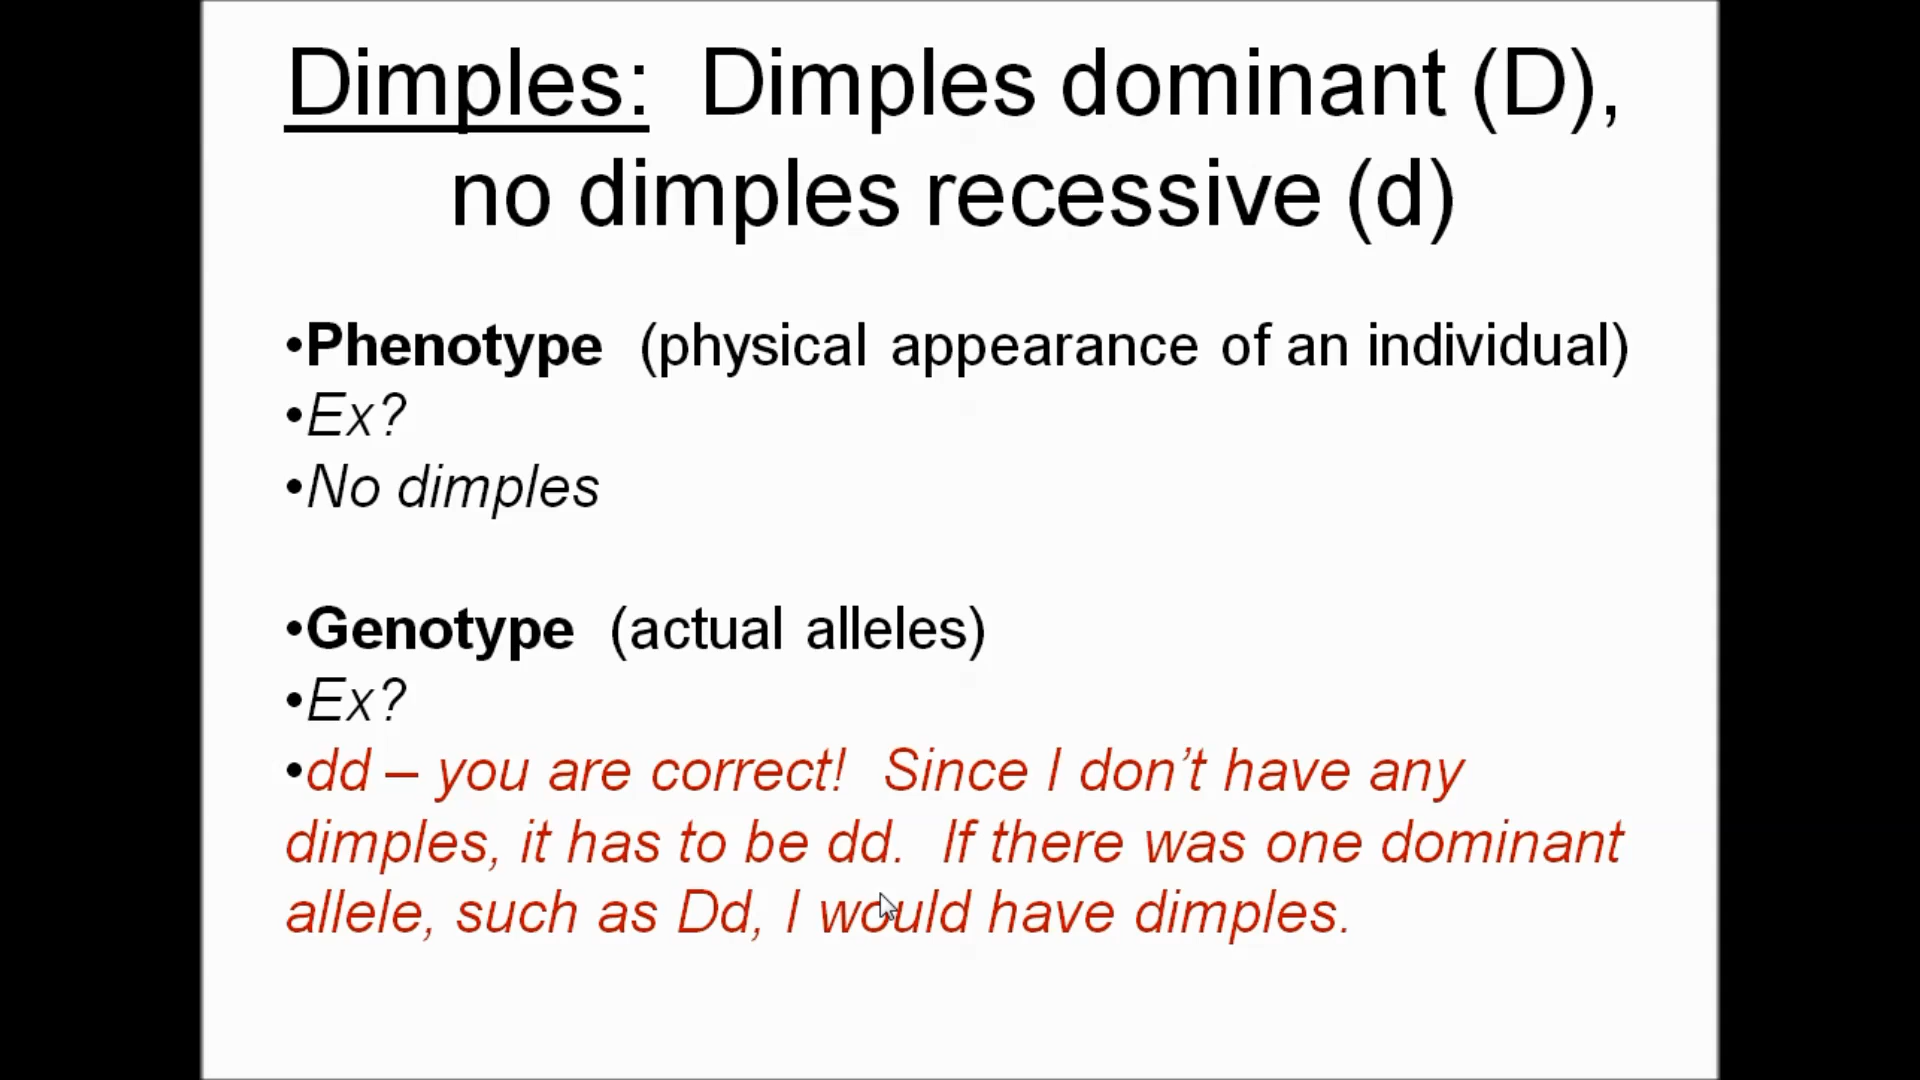 Dimples:  Dimples dominant (D),
no dimples recessive (d)
•Phenotype  (physical appearance of an individual)
•Ex?
•No dimples
•Genotype  (actual alleles)
•Ex?
•dd – you are correct!  Since I don’t have any
dimples, it has to be dd.  If there was one dominant
allele, such as Dd, I would have dimples.